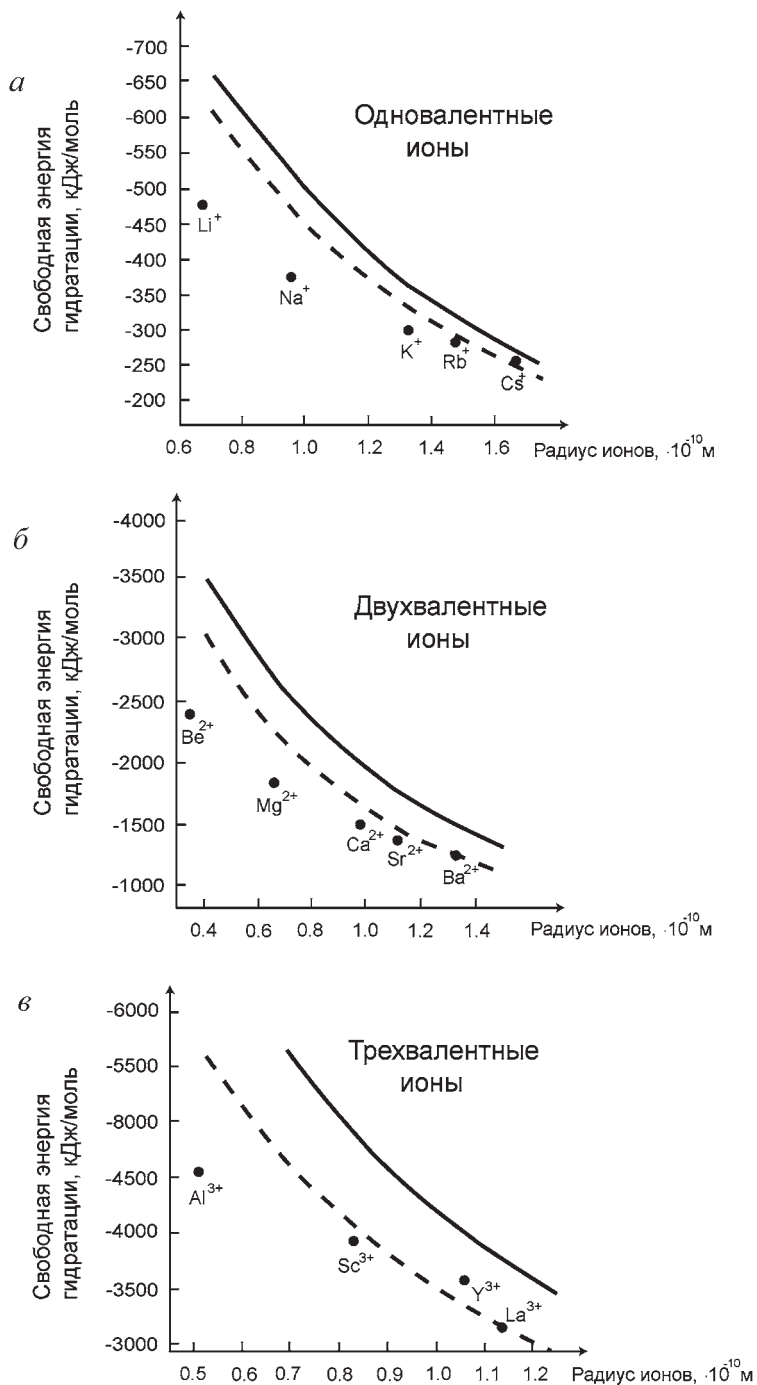 а
Свободная энергия
гидратации, кДж/моль
-700
-650
-600
-550
-500
-450
-400
-350
-300
-250
-200
Одновалентные
ионы
Li+
Na+
K+
Rb+
Cs+
0.6 0.8 1.0 1.2 1.4 1.6 Радиус ионов, ·10-10 м
б
Свободная энергия
гидратации, кДж/моль
-4000
-3500
-3000
-2500
-2000
-1500
-1000
Двухвалентные
ионы
Be2+
Mg2+
Ca2+
Sr2+
Ba2+
0.4 0.6 0.8 1.0 1.2 1.4 Радиус ионов, ·10-10 м
в
Свободная энергия
гидратации, кДж/моль
-6000
-5500
-8000
-4500
-4000
-3500
-3000
Трехвалентные
ионы
Al3+
Sc3+
Y3+
La3+
0.5 0.6 0.7 0.8 0.9 1.0 1.1 1.2 Радиус ионов, ·10-10 м